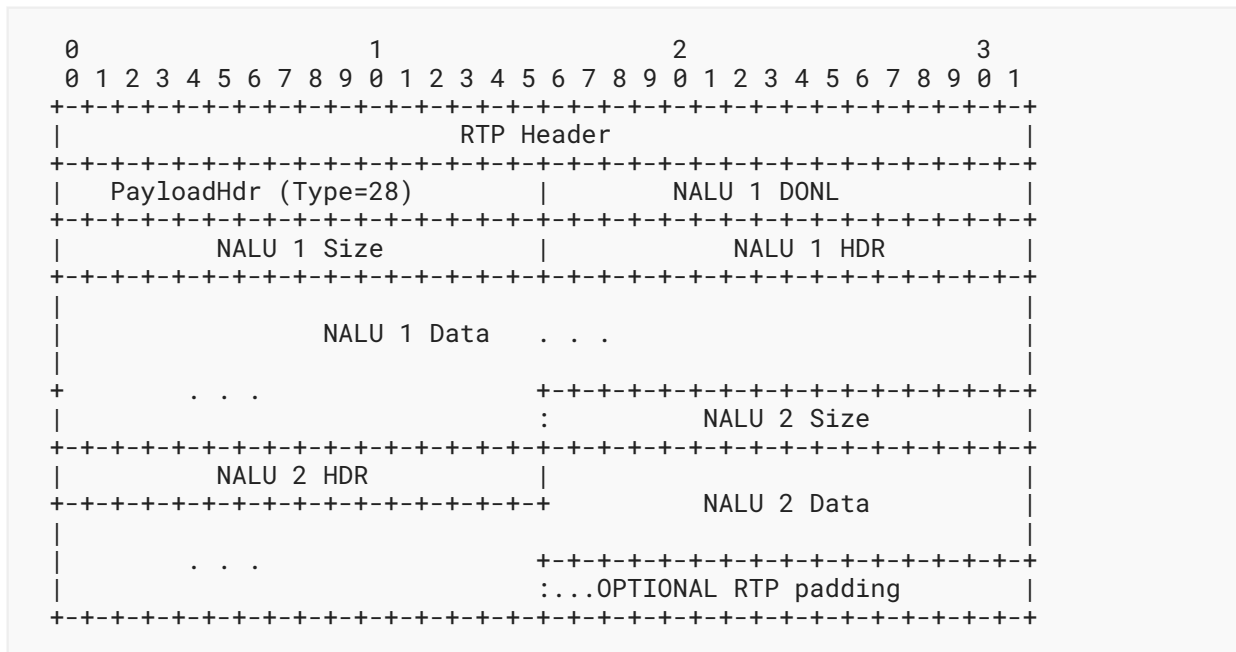 0                   1                   2                   3
 0 1 2 3 4 5 6 7 8 9 0 1 2 3 4 5 6 7 8 9 0 1 2 3 4 5 6 7 8 9 0 1
+-+-+-+-+-+-+-+-+-+-+-+-+-+-+-+-+-+-+-+-+-+-+-+-+-+-+-+-+-+-+-+-+
|                          RTP Header                           |
+-+-+-+-+-+-+-+-+-+-+-+-+-+-+-+-+-+-+-+-+-+-+-+-+-+-+-+-+-+-+-+-+
|   PayloadHdr (Type=28)        |        NALU 1 DONL            |
+-+-+-+-+-+-+-+-+-+-+-+-+-+-+-+-+-+-+-+-+-+-+-+-+-+-+-+-+-+-+-+-+
|          NALU 1 Size          |            NALU 1 HDR         |
+-+-+-+-+-+-+-+-+-+-+-+-+-+-+-+-+-+-+-+-+-+-+-+-+-+-+-+-+-+-+-+-+
|                                                               |
|                 NALU 1 Data   . . .                           |
|                                                               |
+        . . .                  +-+-+-+-+-+-+-+-+-+-+-+-+-+-+-+-+
|                               :          NALU 2 Size          |
+-+-+-+-+-+-+-+-+-+-+-+-+-+-+-+-+-+-+-+-+-+-+-+-+-+-+-+-+-+-+-+-+
|          NALU 2 HDR           |                               |
+-+-+-+-+-+-+-+-+-+-+-+-+-+-+-+-+          NALU 2 Data          |
|                                                               |
|        . . .                  +-+-+-+-+-+-+-+-+-+-+-+-+-+-+-+-+
|                               :...OPTIONAL RTP padding        |
+-+-+-+-+-+-+-+-+-+-+-+-+-+-+-+-+-+-+-+-+-+-+-+-+-+-+-+-+-+-+-+-+